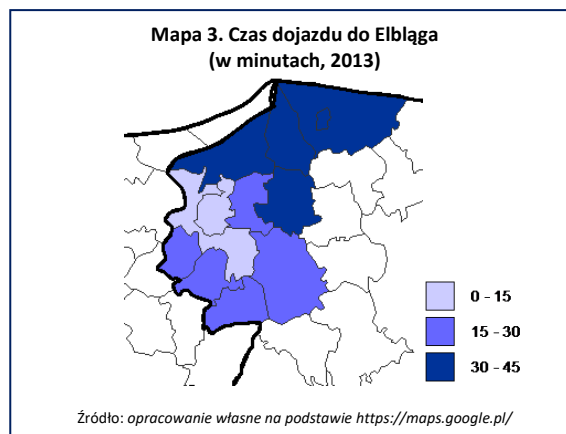 Mapa 3. Czas dojazdu do Elbląga
(w minutach, 2013)
0 - 15
15 - 30
30 - 45
Źródło: opracowanie własne na podstawie https://maps.google.pl/